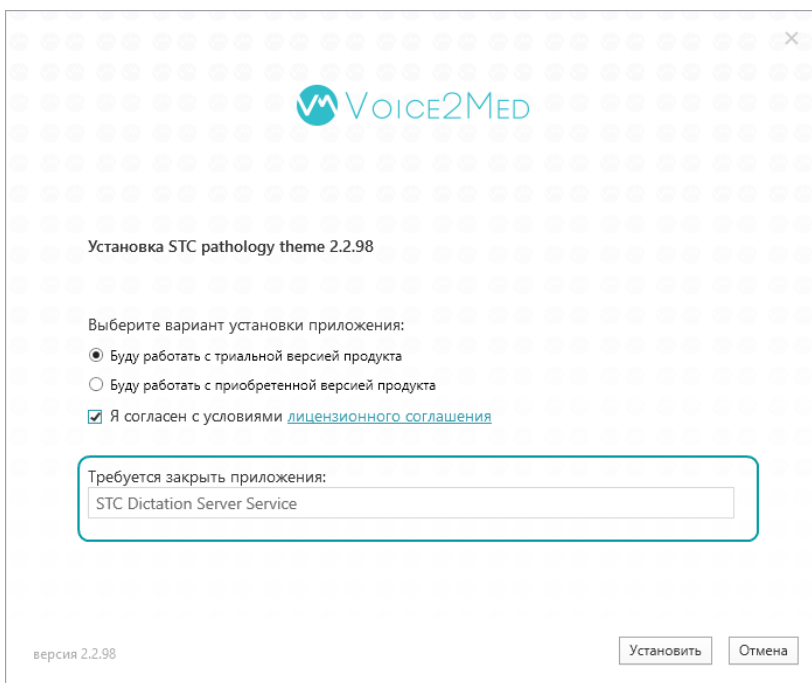 VOICE2MED
Установка STC pathology theme 2.2.98
Выберите вариант установки приложения:
Буду работать с триальной версией продукта
Буду работать с приобретенной версией продукта
Я согласен с условиями лицензионного соглашения
Требуется закрыть приложения:
STC Dictation Server Service
версия 2.2.98
Установить Отмена